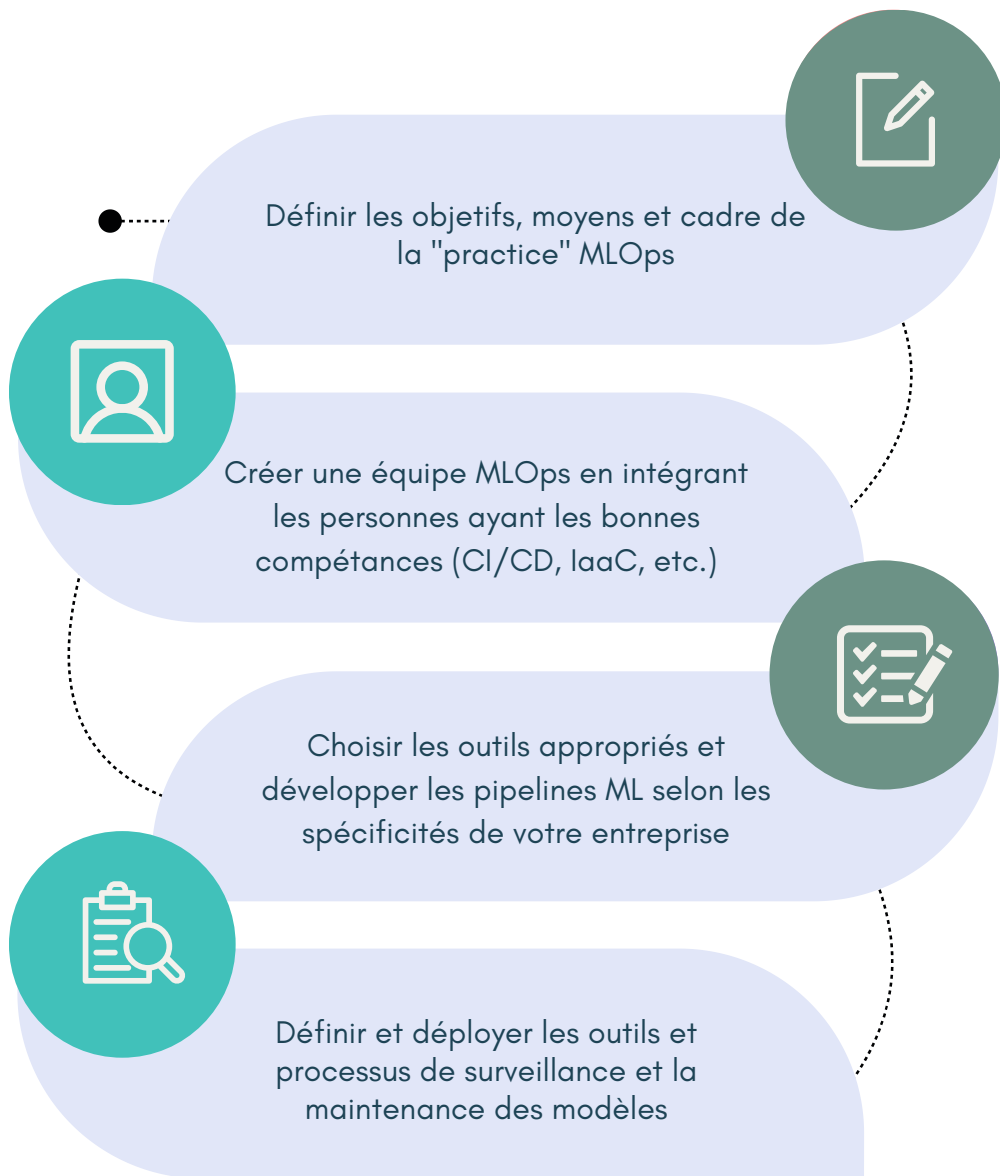 Définir les objetifs, moyens et cadre de
la "practice" MLOps
Créer une équipe MLOps en intégrant
les personnes ayant les bonnes
compétances (CI/CD, IaaC, etc.)
Choisir les outils appropriés et
développer les pipelines ML selon les
spécificités de votre entreprise
Définir et déployer les outils et
processus de surveillance et la
maintenance des modèles